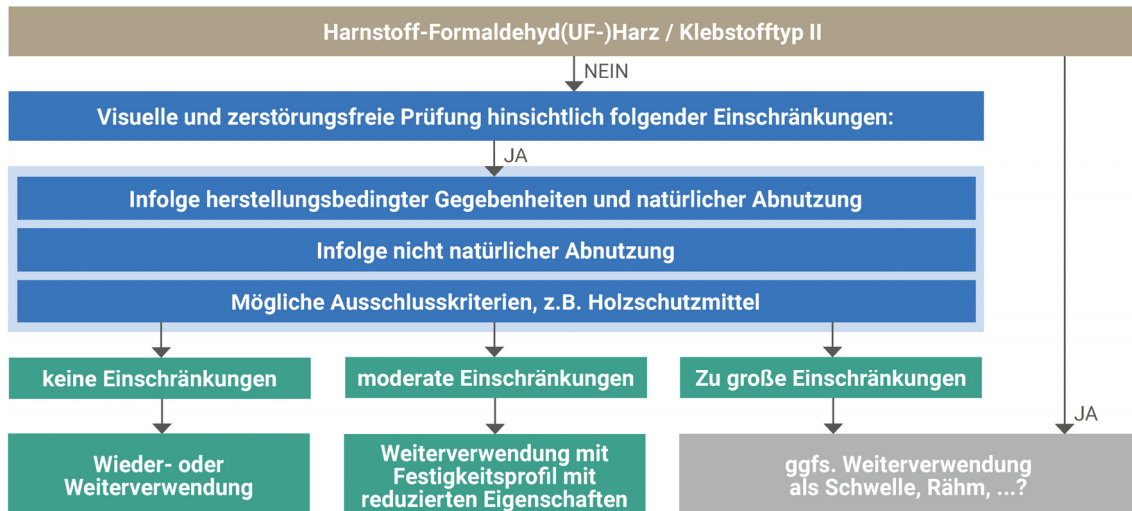 Harnstoff-Formaldehyd(UF-)Harz / Klebstofftyp II
NEIN
Visuelle und zerstörungsfreie Prüfung hinsichtlich folgender Einschränkungen:
JA
Infolge herstellungsbedingter Gegebenheiten und natürlicher Abnutzung
Infolge nicht natürlicher Abnutzung
Mögliche Ausschlusskriterien, z.B. Holzschutzmittel
keine Einschränkungen
moderate Einschränkungen
Zu große Einschränkungen
JA
Wieder- oder
Weiterverwendung
Weiterverwendung mit
Festigkeitsprofil mit
reduzierten Eigenschaften
ggfs. Weiterverwendung
als Schwelle, Rähm, ...?